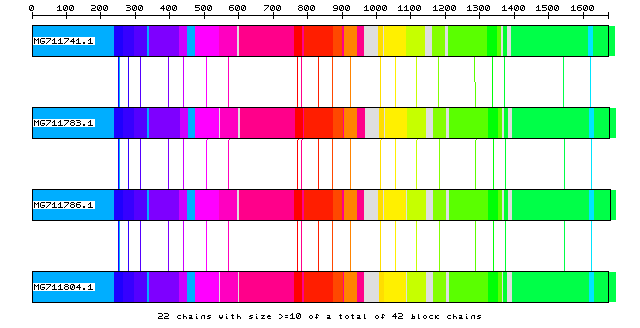 0 100 200 300 400 500 600 700 800 900 1000 1100 1200 1300 1400 1500 1600
MG711741.1
MG711783.1
MG711786.1
MG711804.1
22 chains with size >=10 of a total of 42 block chains